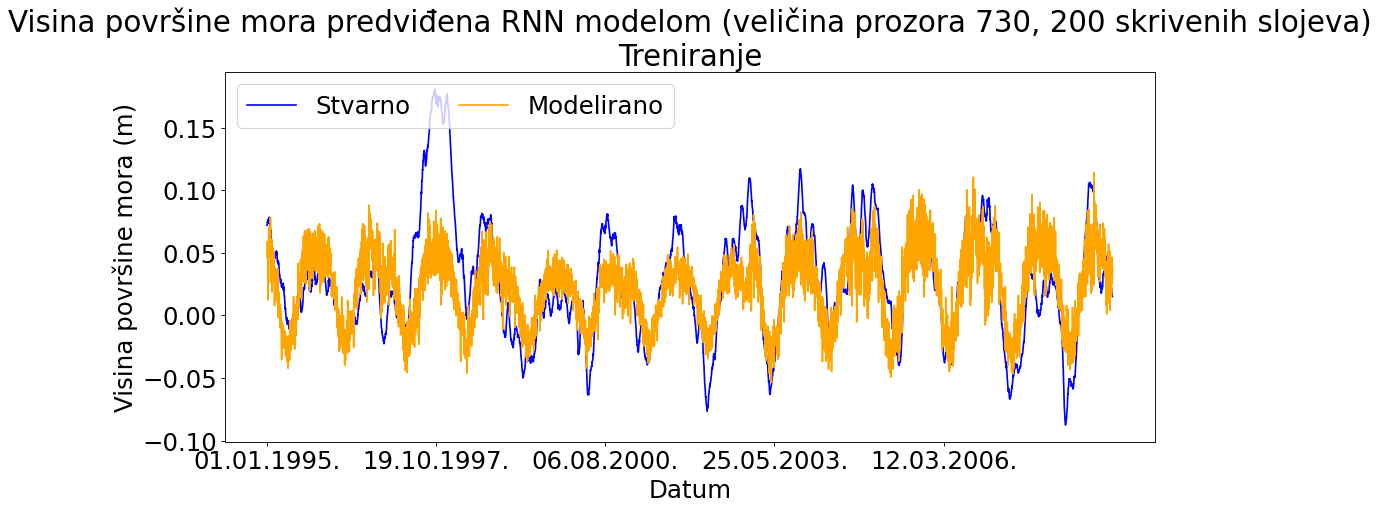 Visina površine mora predviđena RNN modelom (veličina prozora 730, 200 skrivenih slojeva)
Treniranje
Stvarno
Modelirano
Visina površine mora (m)
0.15
0.10
0.05
0.00
−0.05
−0.10
01.01.1995.
19.10.1997.
06.08.2000.
25.05.2003.
12.03.2006.
Datum